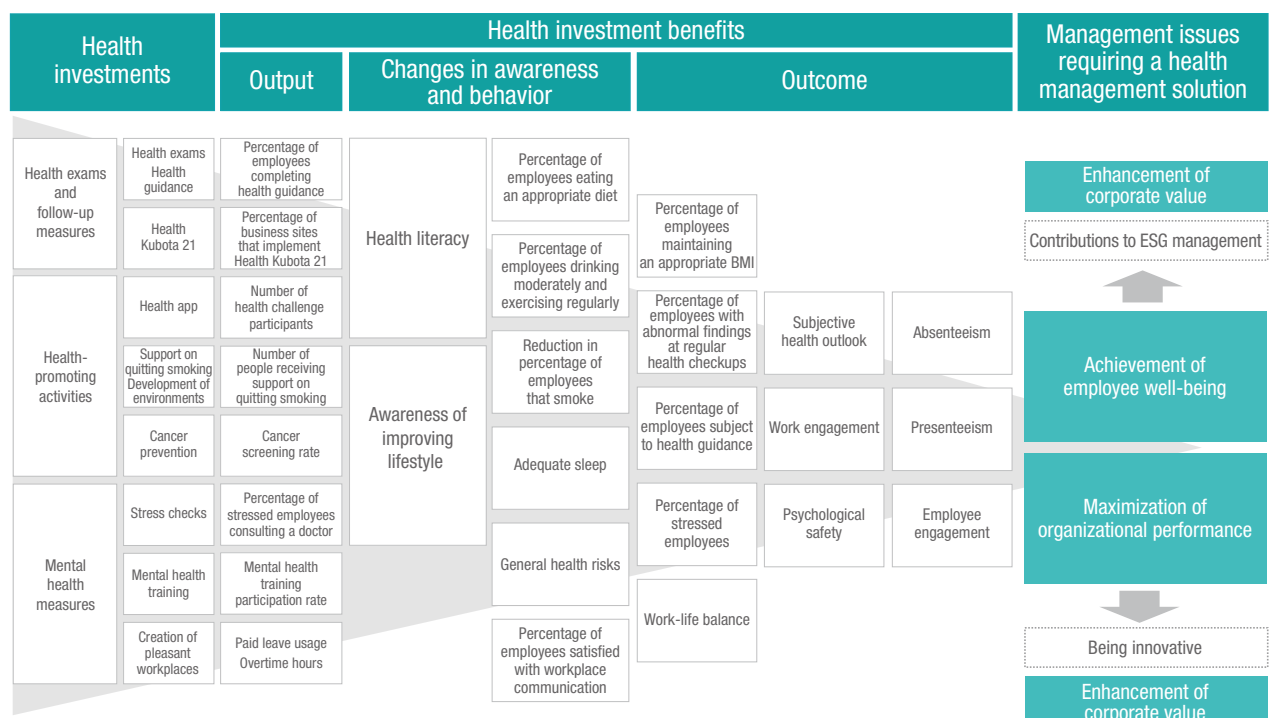 Health
investments
Health investment benefits
Output
Changes in awareness
and behavior
Outcome
Management issues
requiring a health
management solution
Health exams
and
follow-up
measures
Health exams
Health
guidance
Percentage of
employees
completing
health guidance
Health
Kubota 21
Percentage of
business sites
that implement
Health Kubota 21
Health-
promoting
activities
Health app
Number of
health challenge
participants
Support on
quitting smoking
Development of
environments
Number of
people receiving
support on
quitting smoking
Cancer
prevention
Cancer
screening rate
Mental
health
measures
Stress checks
Percentage of
stressed employees
consulting a doctor
Mental health
training
Mental health
training
participation rate
Creation of
pleasant
workplaces
Paid leave usage
Overtime hours
Health literacy
Awareness of
improving
lifestyle
Percentage of
employees eating
an appropriate diet
Percentage of
employees drinking
moderately and
exercising regularly
Reduction in
percentage of
employees
that smoke
Adequate sleep
General health risks
Percentage of
employees satisfied
with workplace
communication
Percentage of
employees
maintaining
an appropriate BMI
Percentage of
employees with
abnormal findings
at regular
health checkups
Percentage of
employees subject
to health guidance
Percentage of
stressed
employees
Work-life balance
Subjective
health outlook
Work engagement
Psychological
safety
Absenteeism
Presenteeism
Employee
engagement
Enhancement of
corporate value
Contributions to ESG management
Achievement of
employee well-being
Maximization of
organizational performance
Being innovative
Enhancement of
corporate value